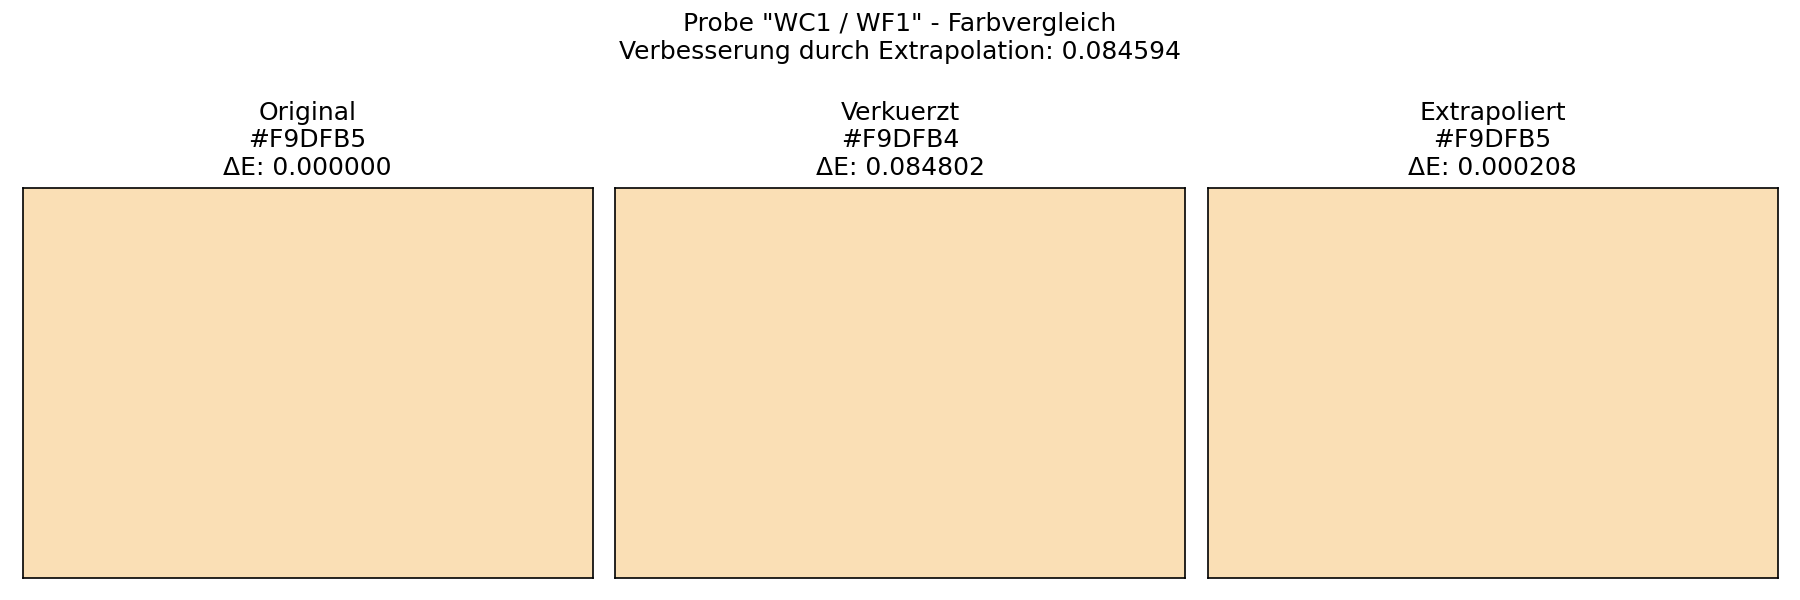 Probe "WC1 / WF1" - Farbvergleich
Verbesserung durch Extrapolation: 0.084594
Original
#F9DFB5
ΔE: 0.000000
Verkuerzt
#F9DFB4
ΔE: 0.084802
Extrapoliert
#F9DFB5
ΔE: 0.000208